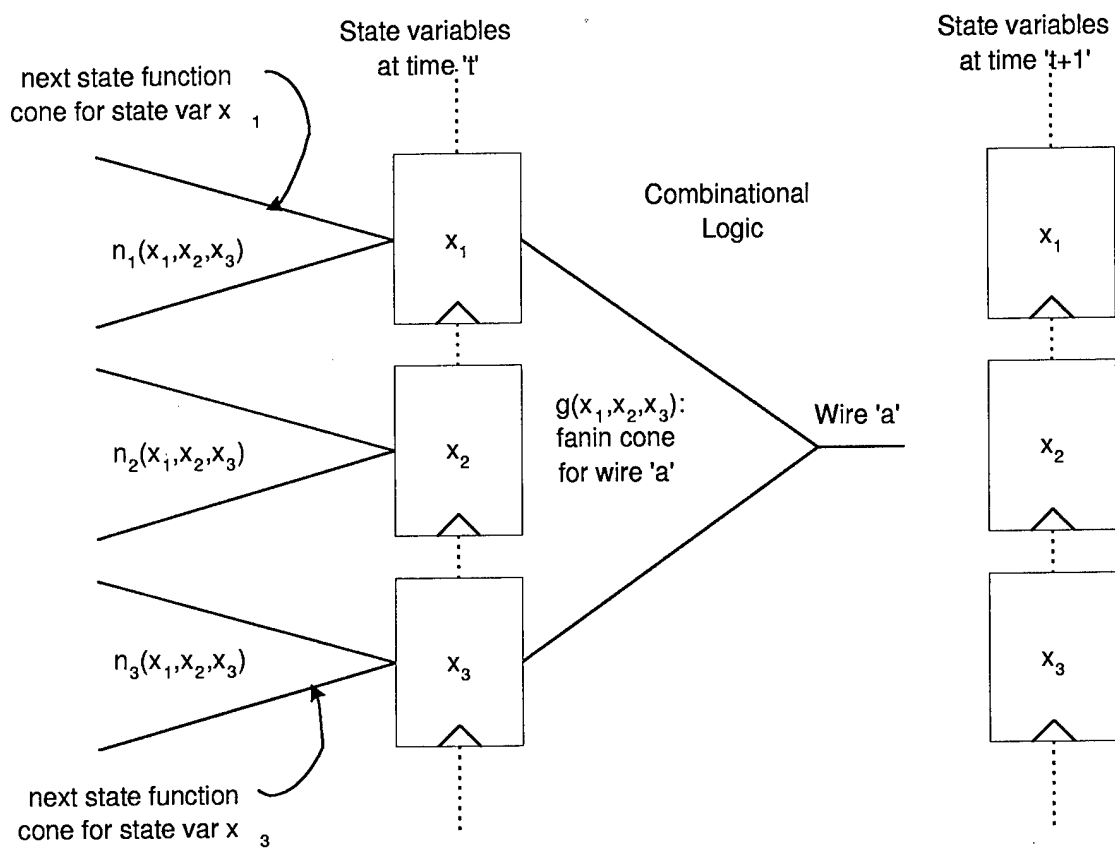 State variables
at time 't'
State variables
at time 't+1'
next state function
cone for state var x 1
n1(x1,x2,x3)
x1
Combinational
Logic
x1
n2(x1,x2,x3)
x2
g(x1,x2,x3):
fanin cone
for wire 'a'
Wire 'a'
x2
n3(x1,x2,x3)
x3
x3
next state function
cone for state var x 3